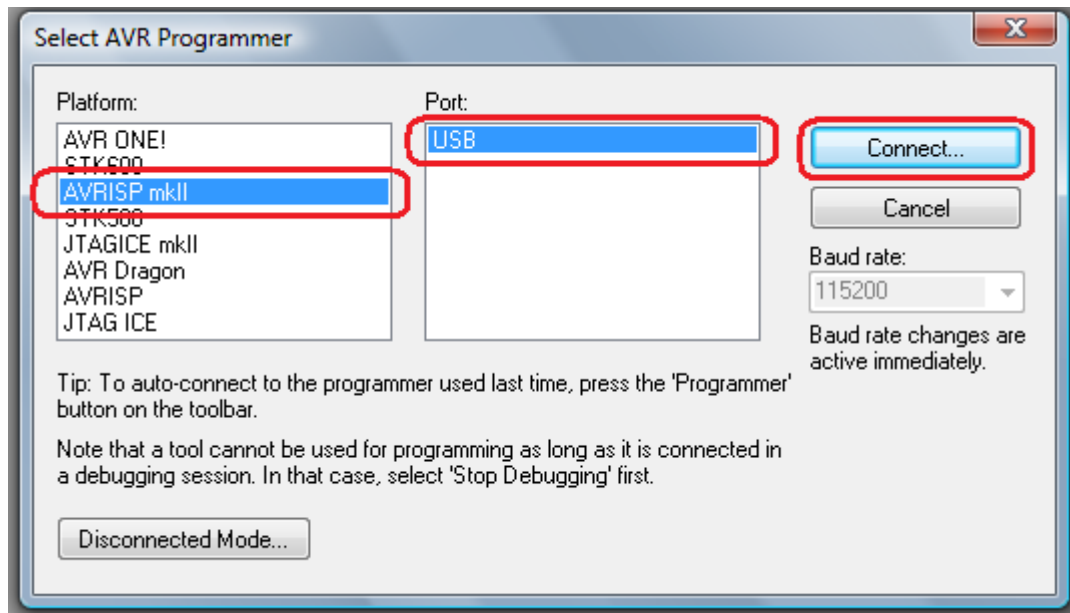 Select AVR Programmer
Platform:
AVR ONE!
STK600
AVRISP mkII
STK500
JTAGICE mkII
AVR Dragon
AVRISP
JTAG ICE
Port:
USB
Connect...
Cancel
Baud rate:
115200
Baud rate changes are
active immediately.
Tip: To auto-connect to the programmer used last time, press the 'Programmer'
button on the toolbar.
Note that a tool cannot be used for programming as long as it is connected in
a debugging session. In that case, select 'Stop Debugging' first.
Disconnected Mode...